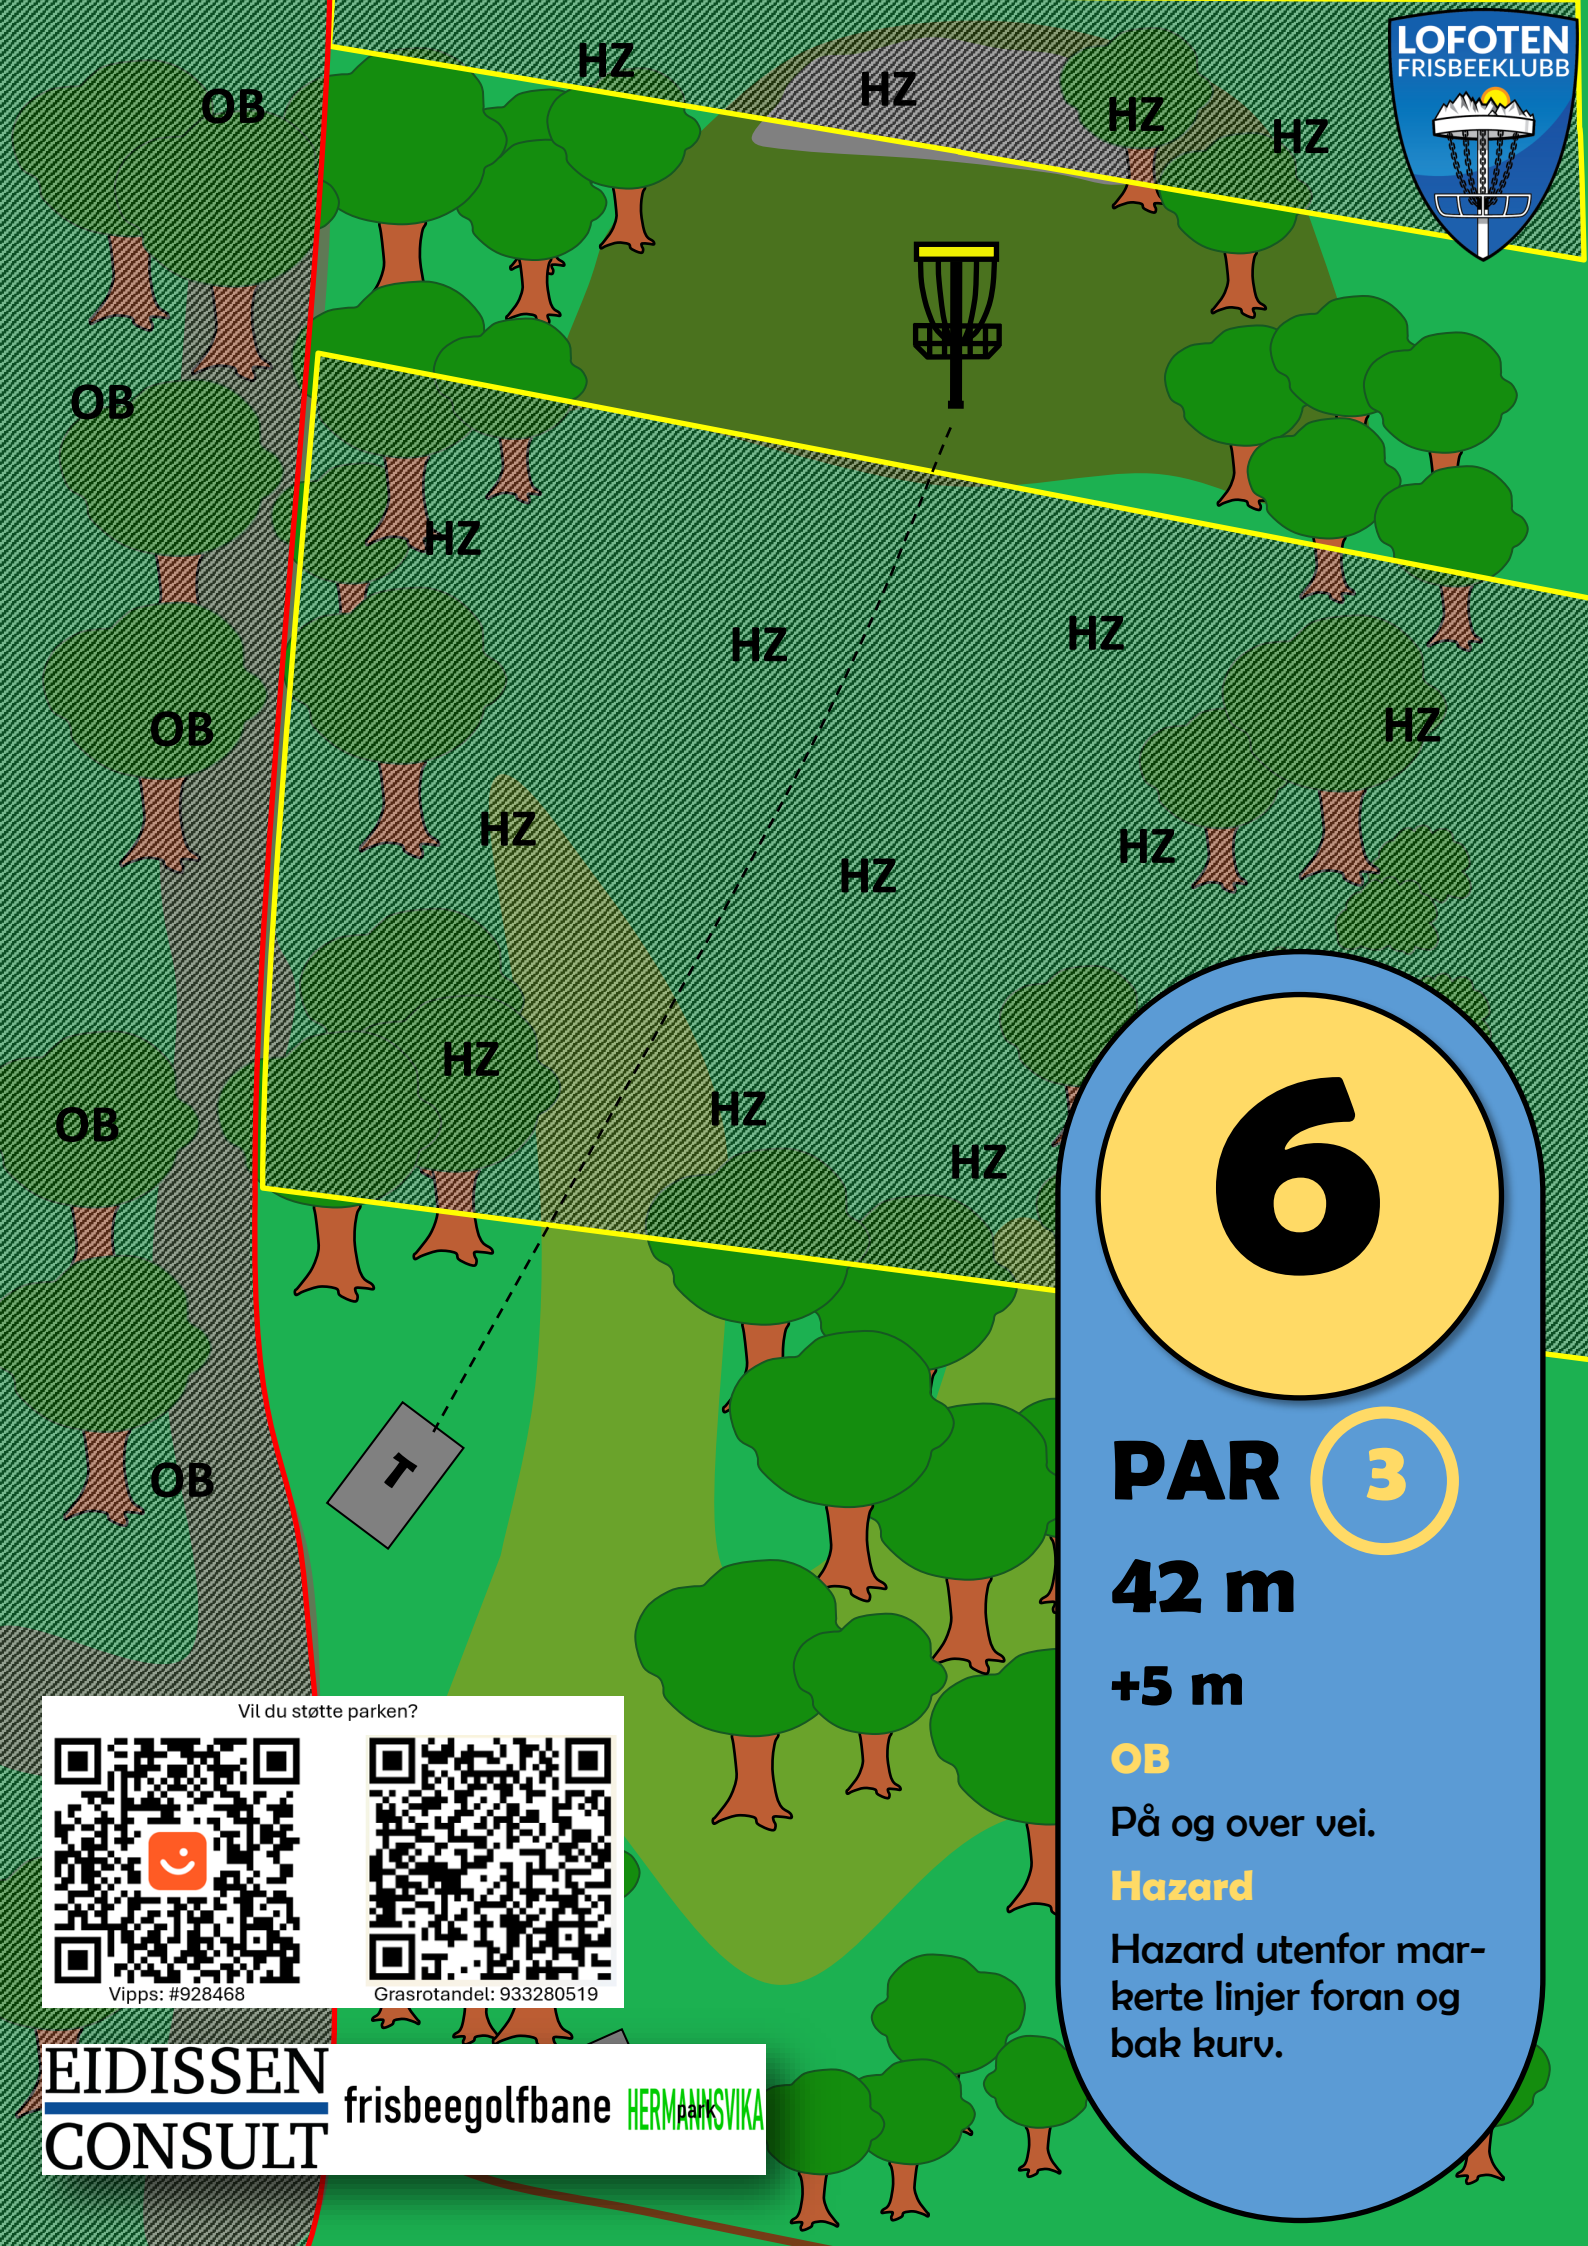 LOFOTEN
FRISBEEKLUBB
HZ
HZ
OB
HZ
HZ
OB
HZ
HZ
HZ
HZ
OB
HZ
HZ
HZ
HZ
HZ
OB
HZ
6
T
OB
PAR 3
42 m
+5 m
OB
På og over vei.
Hazard
Hazard utenfor mar-
kerte linjer foran og
bak kurv.
Vil du støtte parken?
Vipps: #928468
Grasrotandel: 933280519
EIDISSEN
CONSULT
frisbeegolfbane
HERMANNSVIKA
park